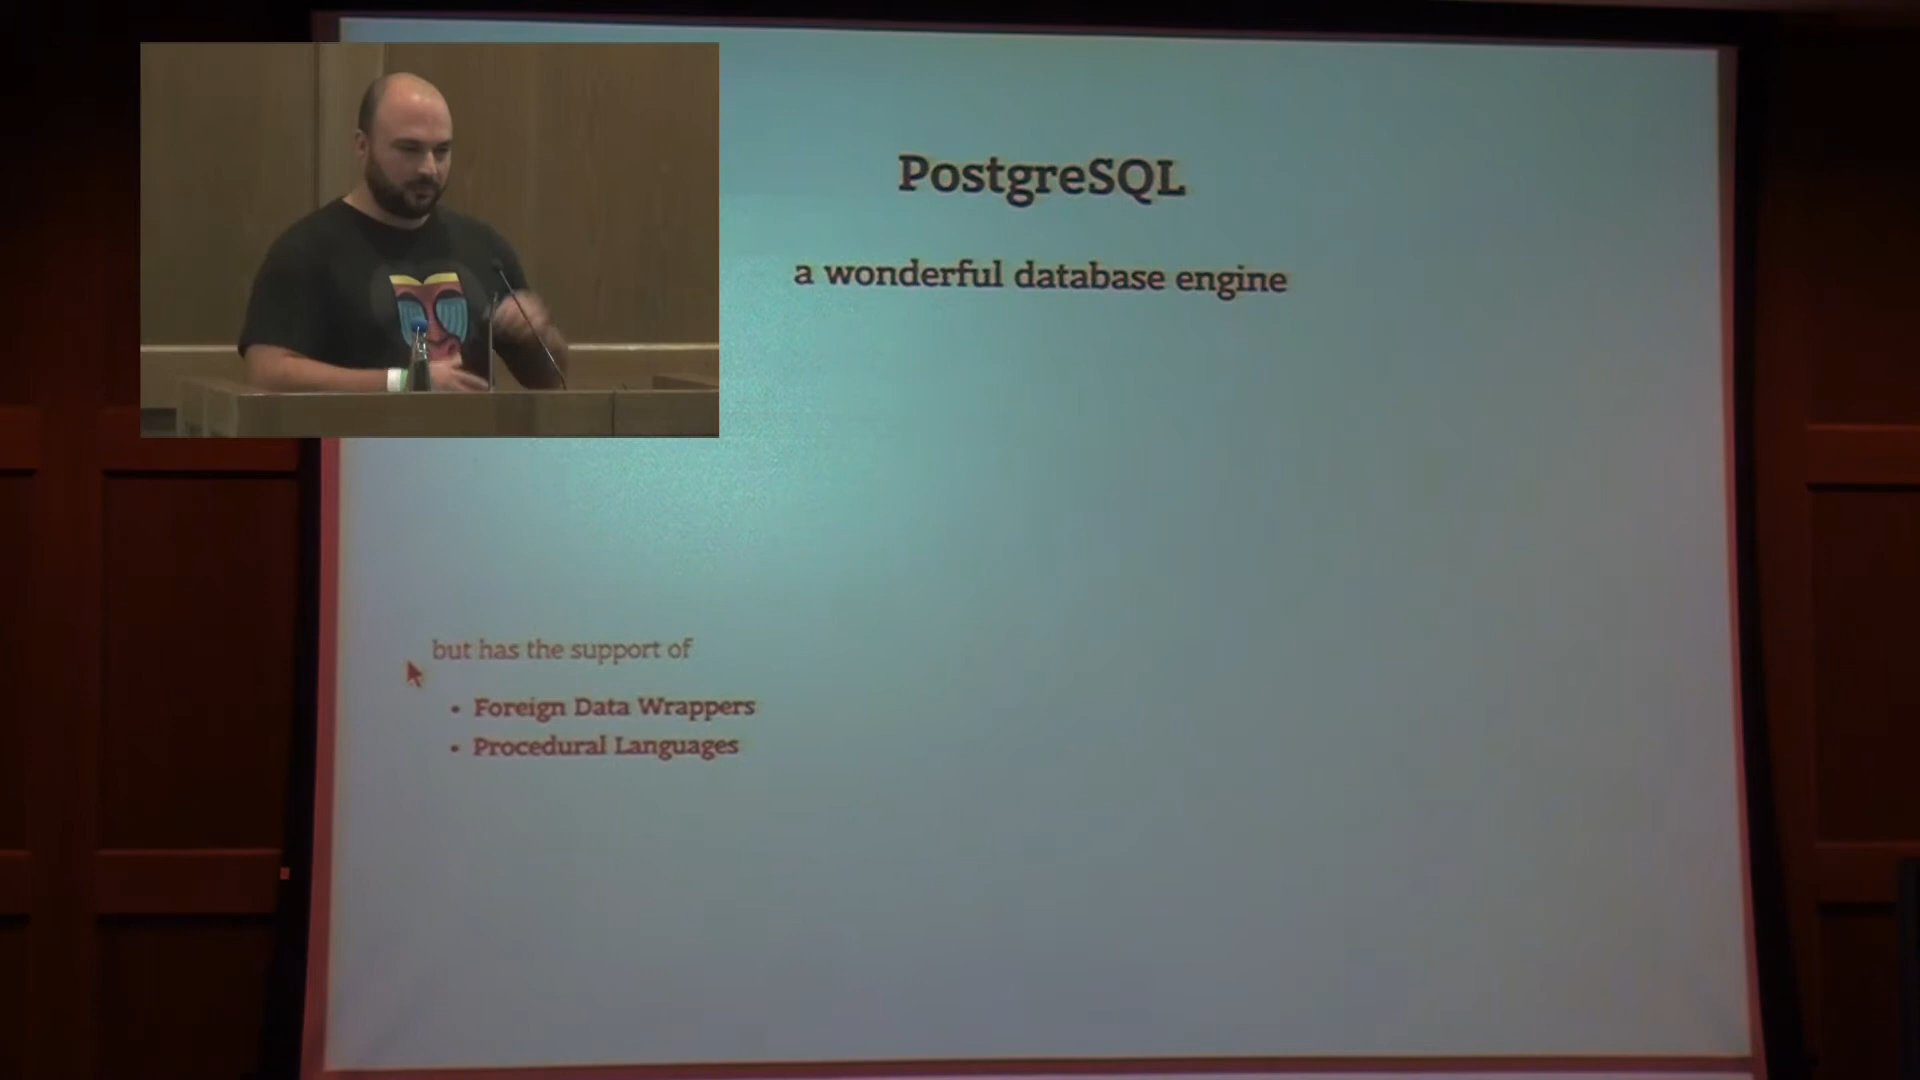 PostgreSQL
a wonderful database engine
but has the support of
• Foreign Data Wrappers
• Procedural Languages